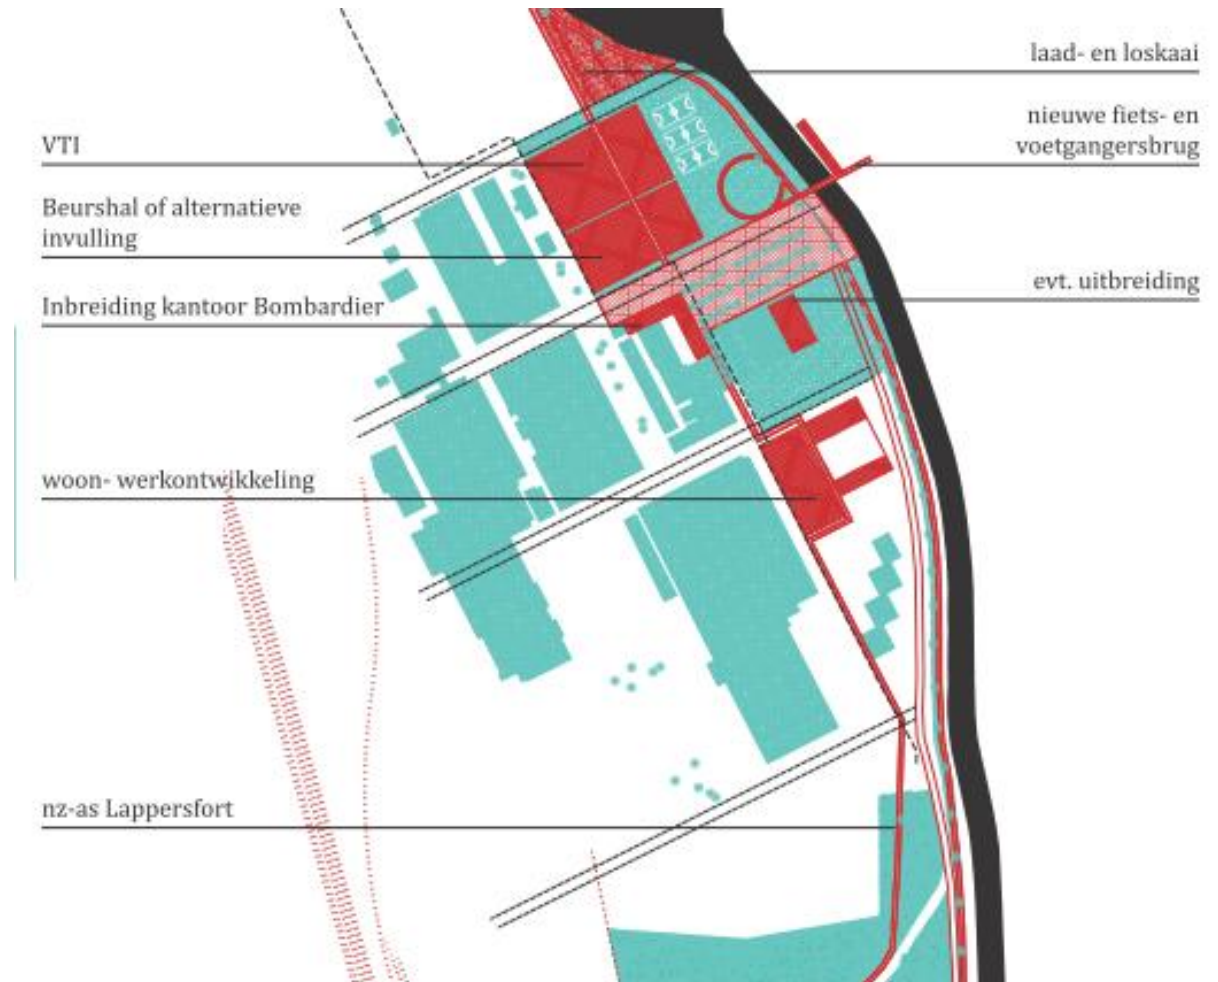 laad- en loskaai
nieuwe fiets- en
voetgangersbrug
VTI
Beurshal of alternatieve
invulling
evt. uitbreiding
Inbreiding kantoor Bombardier
woon- werkontwikkeling
nz-as Lappersfort